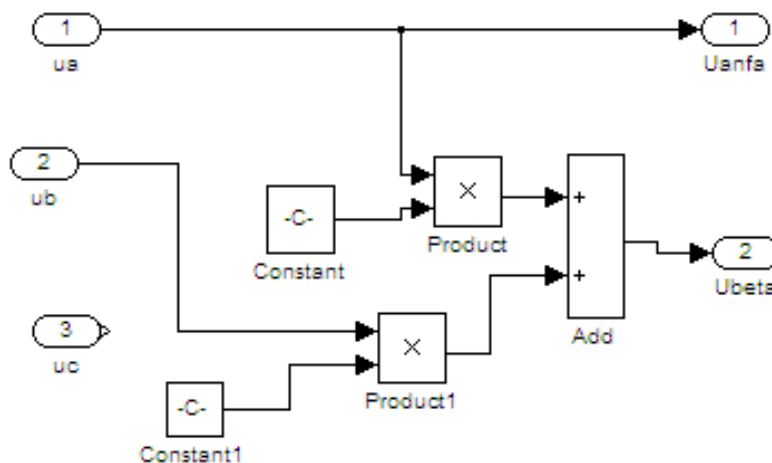 1
ua
1
Uanfa
2
ub
-C-
Constant
×
Product
+
+
Add
2
Ubeta
3
uc
-C-
Constant1
×
Product1